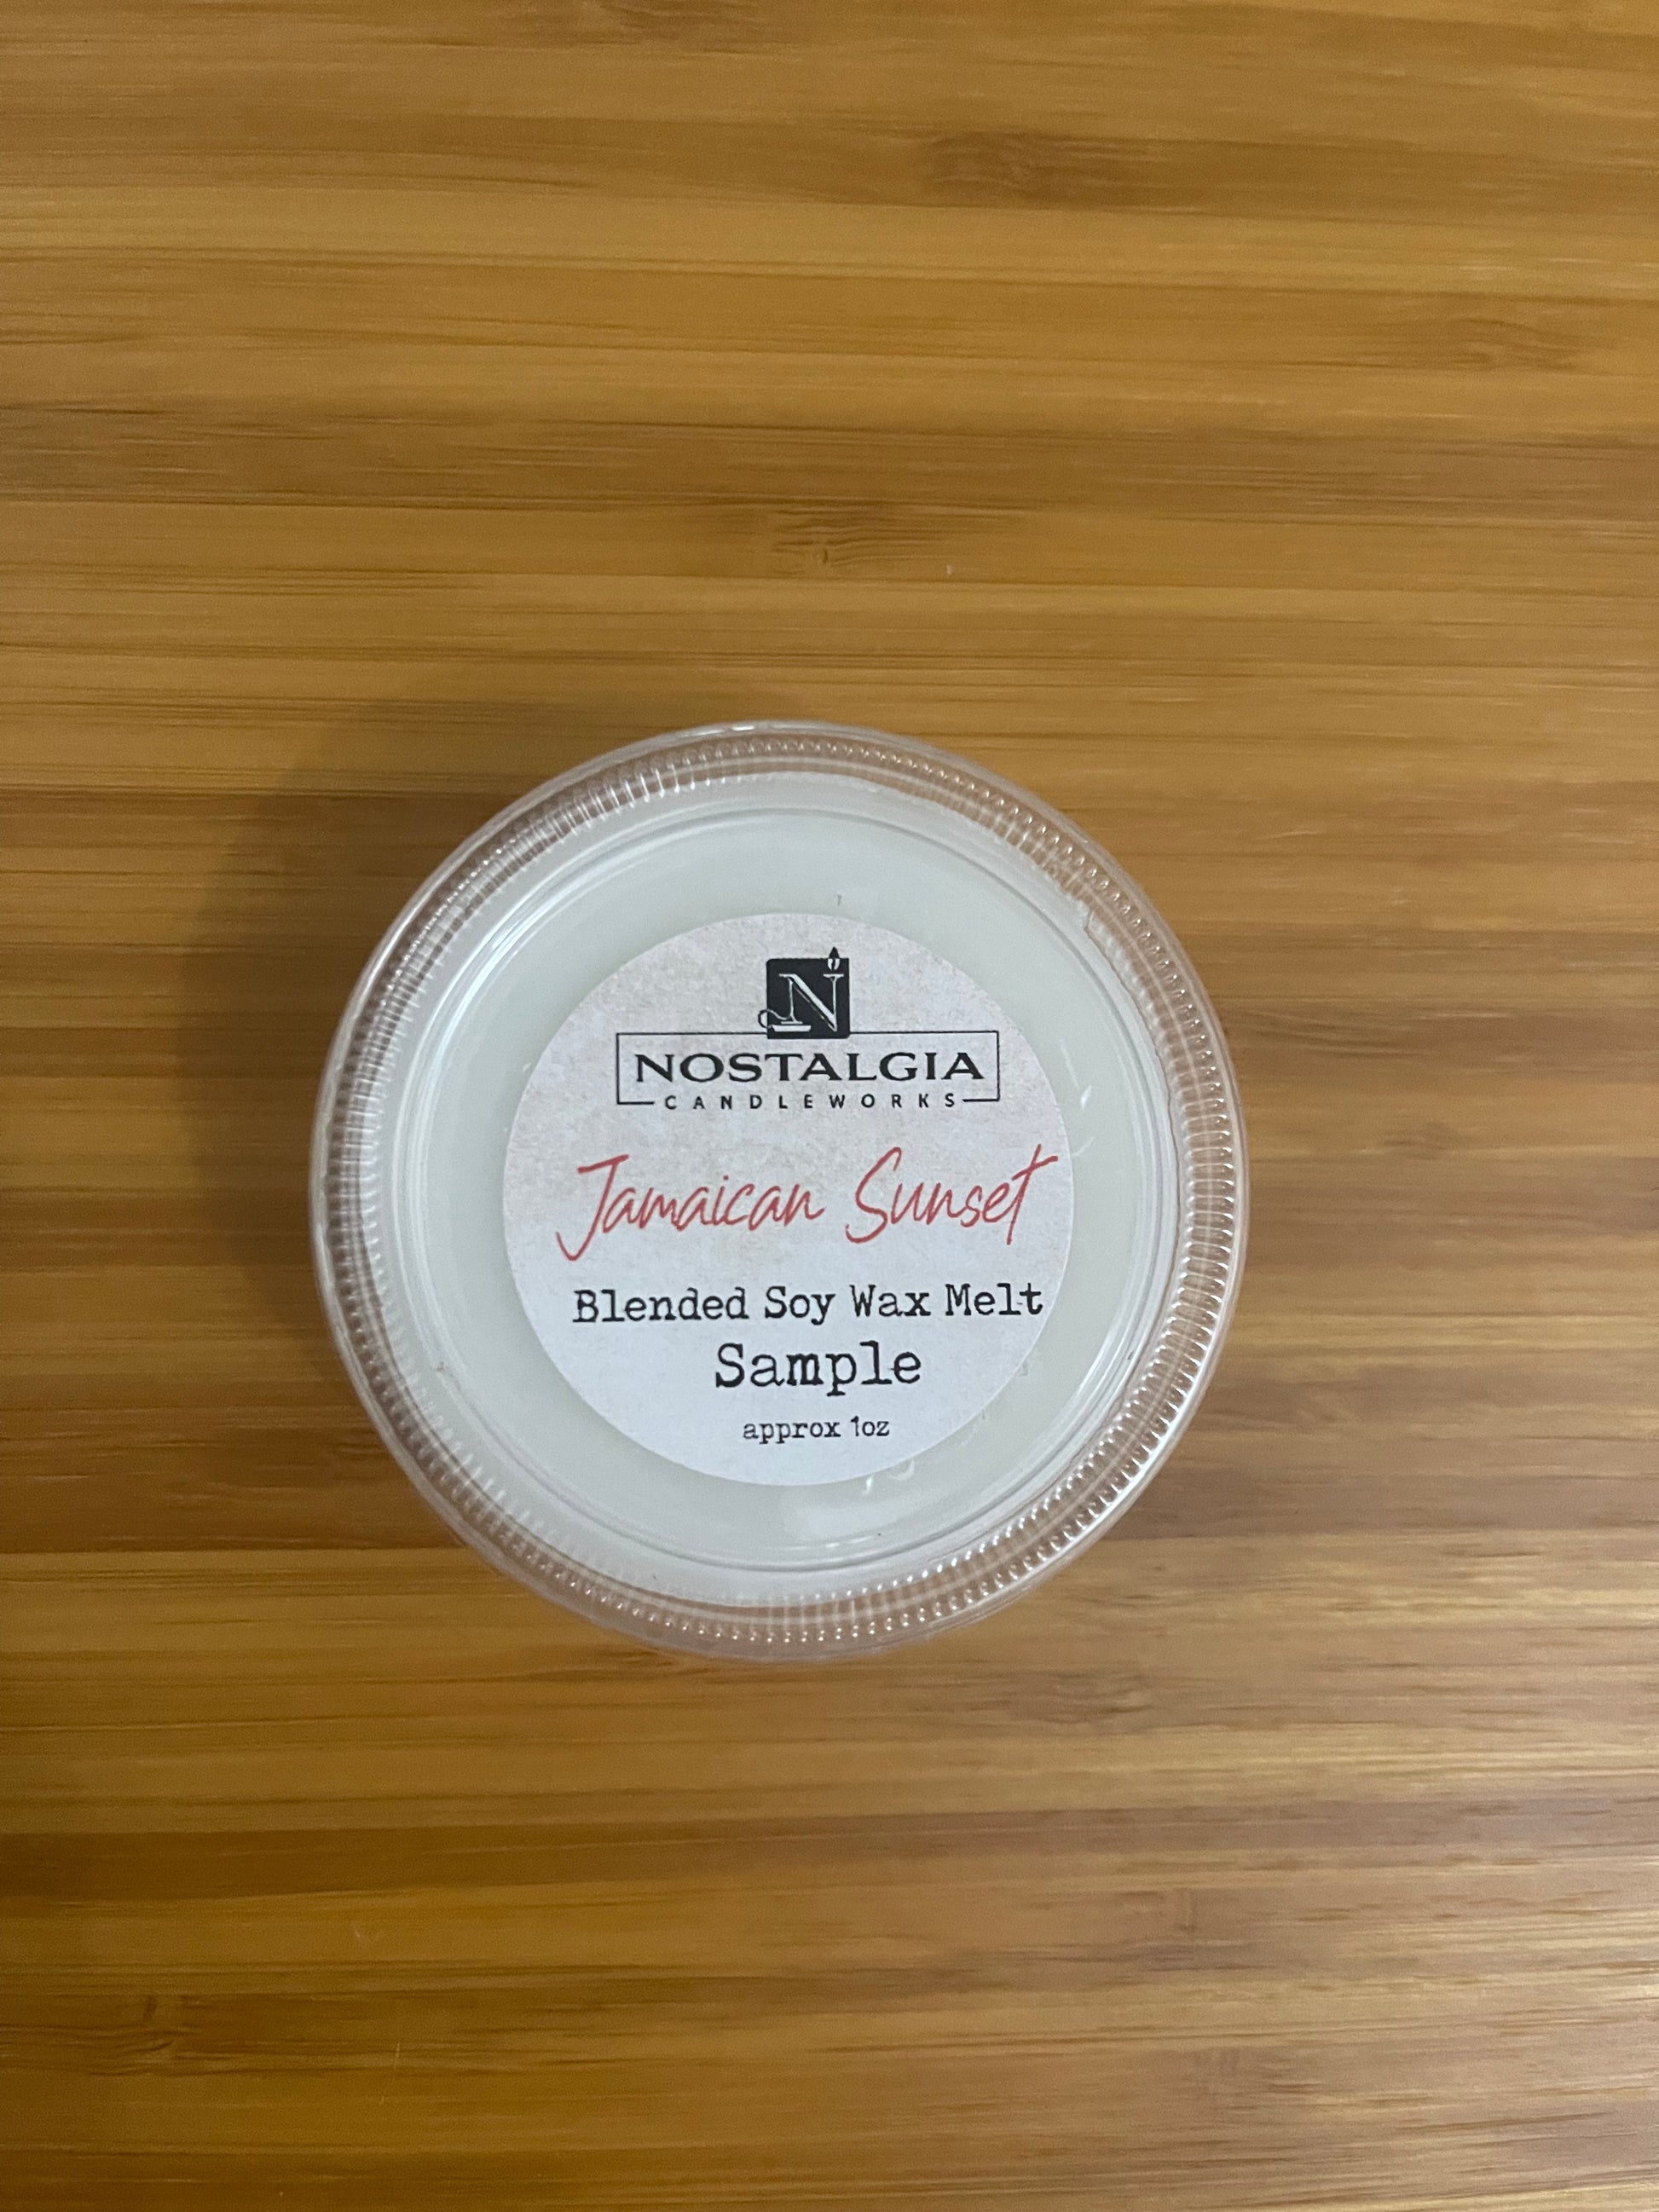 N
NOSTALGIA
CANDLEWORKS
Jamaican Sunset
Blended Soy Wax Melt
Sample
approx 1oz